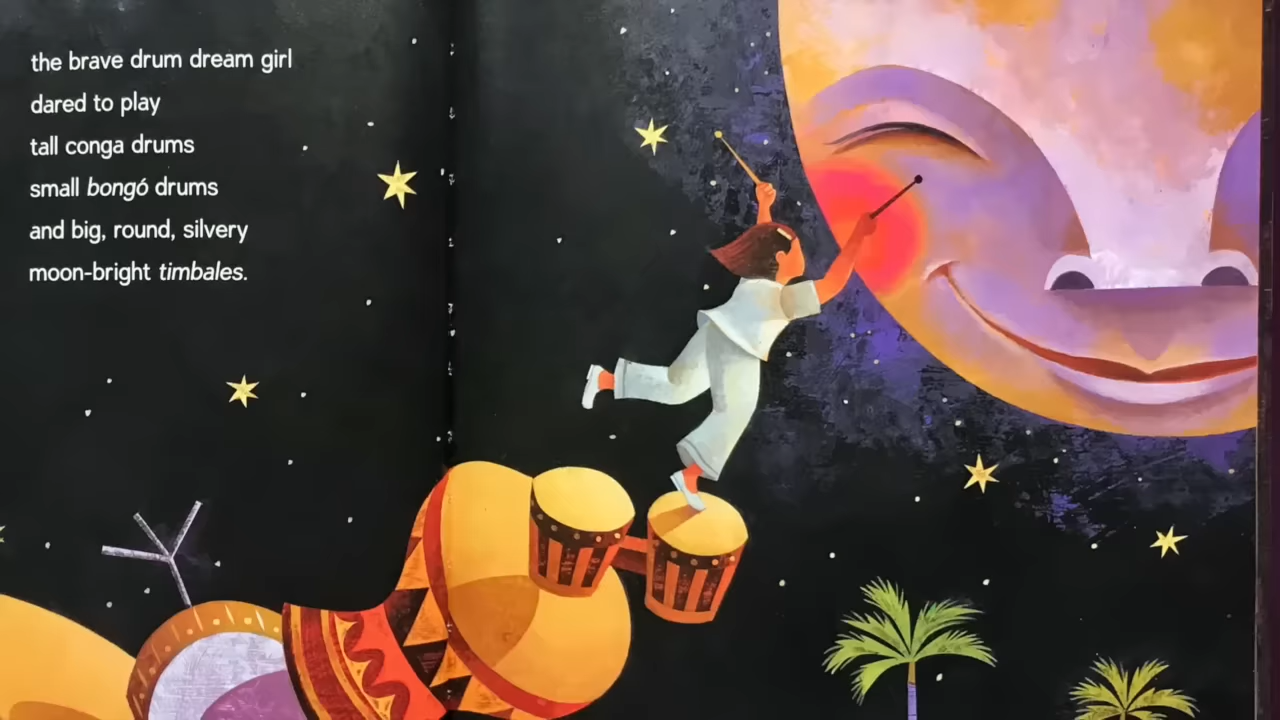 the brave drum dream girl
dared to play
tall conga drums
small bongó drums
and big, round, silvery
moon-bright timbales.